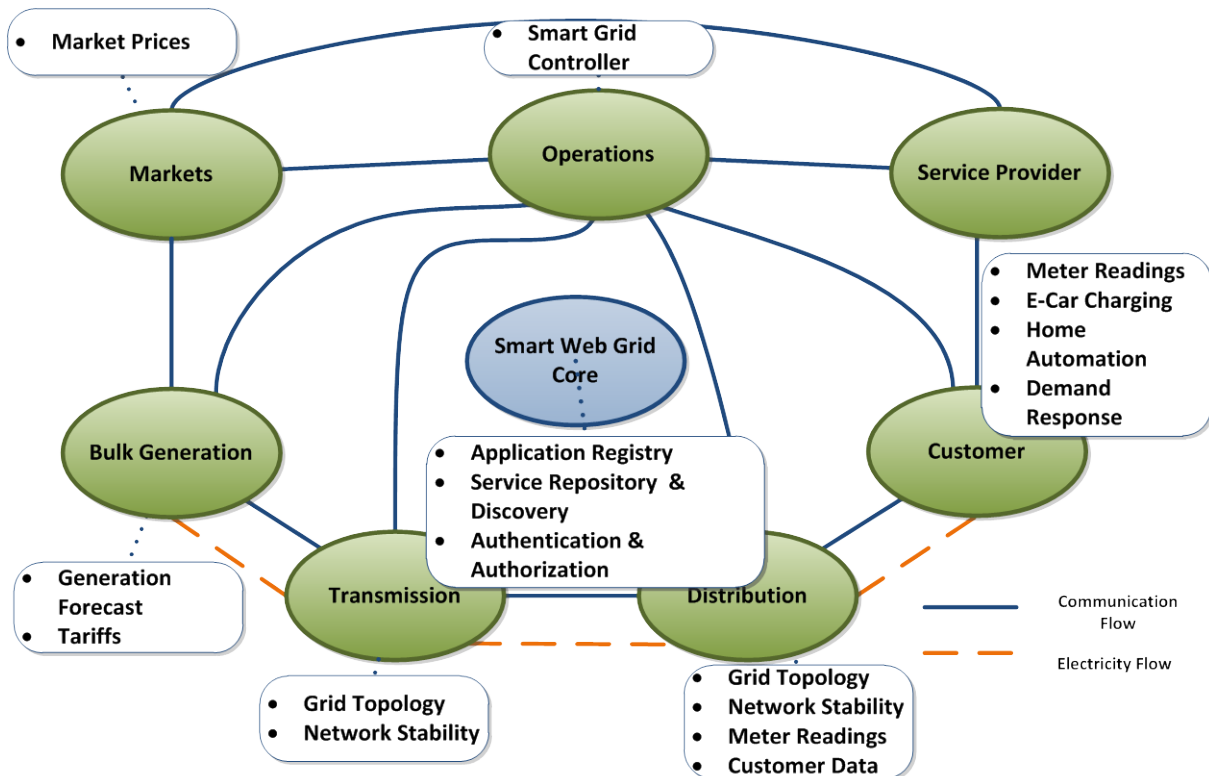 • Market Prices
• Smart Grid
Controller
Markets
Operations
Service Provider
• Meter Readings
• E-Car Charging
• Home
Automation
• Demand
Response
Smart Web Grid
Core
Bulk Generation
Customer
• Application Registry
• Service Repository &
Discovery
• Authentication &
Authorization
• Generation
Forecast
• Tariffs
Transmission
Distribution
Communication
Flow
Electricity Flow
• Grid Topology
• Network Stability
• Grid Topology
• Network Stability
• Meter Readings
• Customer Data